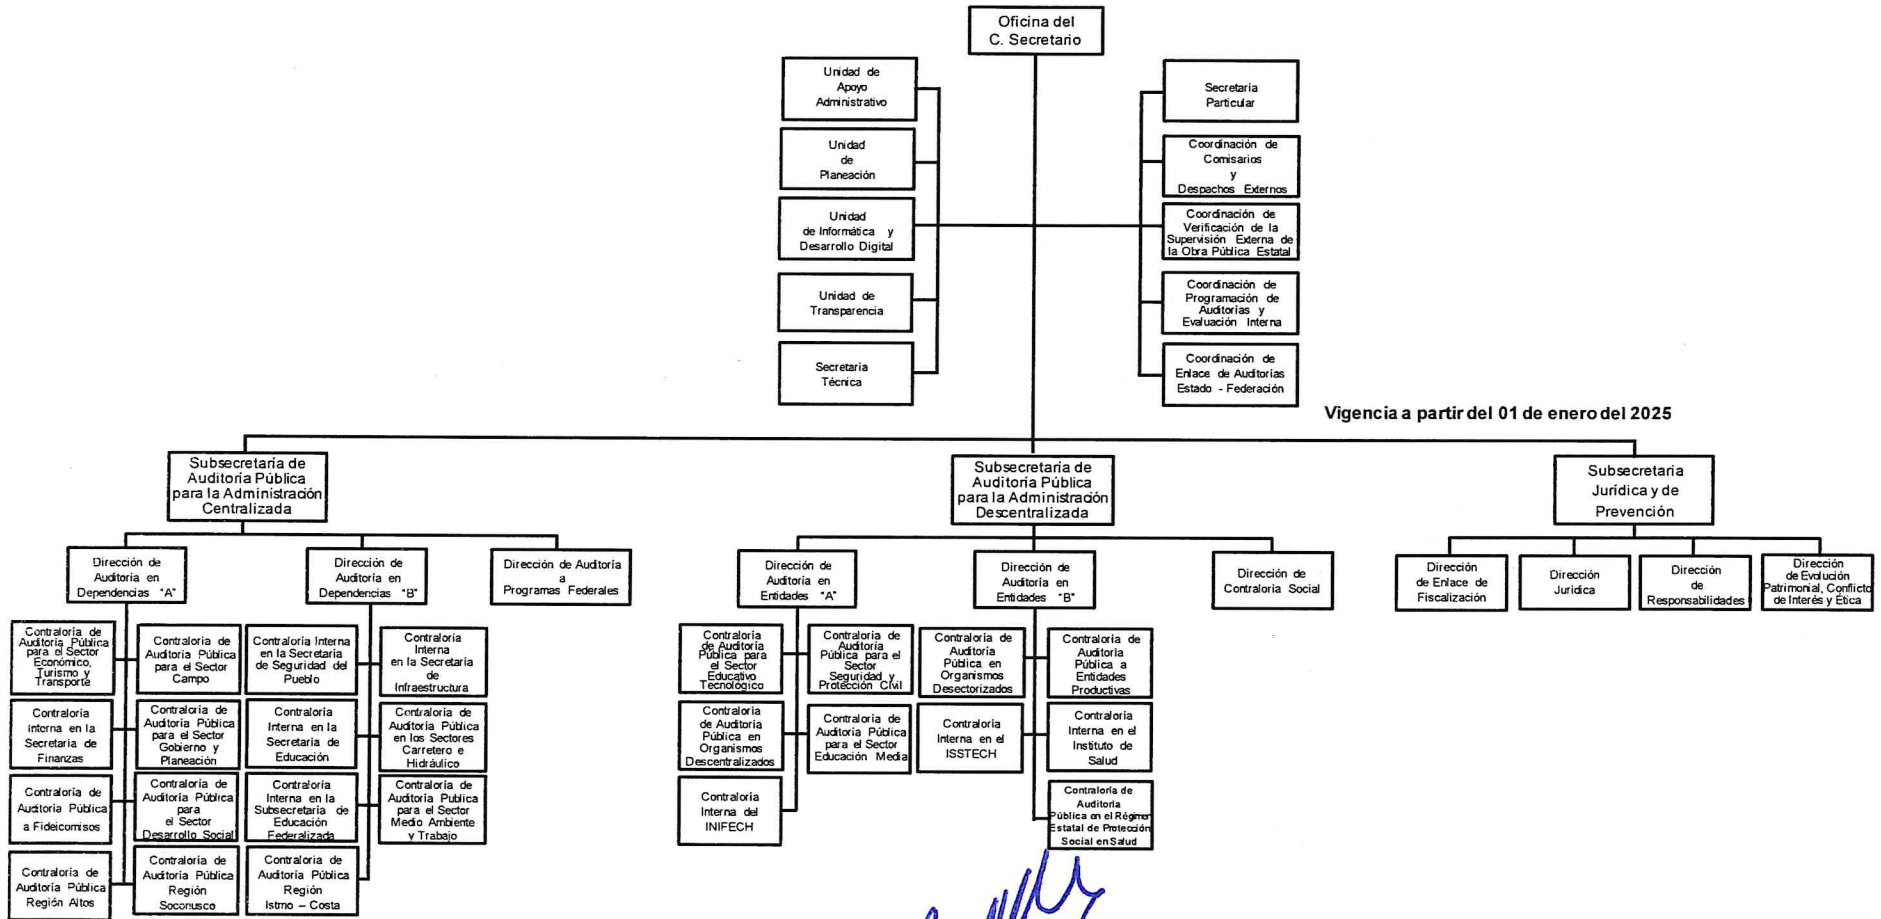 Oficina del
C. Secretario
Unidad de
Apoyo
Administrativo
Unidad
de
Planeación
Unidad
de Informática y
Desarrollo Digital
Unidad de
Transparencia
Secretaria
Técnica
Secretaria
Particular
Coordinación de
Comisarios
y
Despachos Externos
Coordinación de
Verificación de la
Supervisión Externa de
la Obra Pública Estatal
Coordinación de
Programación de
Auditorías y
Evaluación Interna
Coordinación de
Enlace de Auditorías
Estado - Federación
Vigencia a partir del 01 de enero del 2025
Subsecretaría de
Auditoría Pública
para la Administración
Centralizada
Subsecretaría de
Auditoría Pública
para la Administración
Descentralizada
Subsecretaría
Jurídica y de
Prevención
Dirección de
Auditoría en
Dependencias "A"
Dirección de
Auditoría en
Dependencias "B"
Dirección de Auditoría
a
Programas Federales
Dirección de
Auditoría en
Entidades "A"
Dirección de
Auditoría en
Entidades "B"
Dirección de
Contraloría Social
Dirección
de Enlace de
Fiscalización
Dirección
Jurídica
Dirección
de
Responsabilidades
Dirección
de Evolución
Patrimonial, Conflicto
de Interés y Ética
Contraloría de
Auditoría Pública
para el Sector
Económico,
Turismo y
Transporte
Contraloría de
Auditoría Pública
para el Sector
Campo
Contraloría Interna
en la Secretaría
de Seguridad del
Pueblo
Contraloría
Interna
en la Secretaría
de
Infraestructura
Contraloría
Interna en la
Secretaría de
Finanzas
Contraloría de
Auditoría Pública
para el Sector
Gobierno y
Planeación
Contraloría
Interna en la
Secretaría de
Educación
Contraloría de
Auditoría Pública
en los Sectores
Carretero e
Hidráulico
Contraloría de
Auditoría Pública
a Fideicomisos
Contraloría de
Auditoría Pública
para
el Sector
Desarrollo Social
Contraloría
Interna en la
Subsecretaría de
Educación
Federalizada
Contraloría de
Auditoría Pública
para el Sector
Medio Ambiente
y Trabajo
Contraloría de
Auditoría Pública
Región Altos
Contraloría de
Auditoría Pública
Región
Soconusco
Contraloría de
Auditoría Pública
Región
Istmo – Costa
Contraloría
de Auditoría
Pública para
el Sector
Educativo
Tecnológico
Contraloría de
Auditoría
Pública para el
Sector
Seguridad y
Protección Civil
Contraloría de
Auditoría
Pública en
Organismos
Desectorizados
Contraloría de
Auditoría
Pública a
Entidades
Productivas
Contraloría
de Auditoría
Pública en
Organismos
Descentralizados
Contraloría de
Auditoría Pública
para el Sector
Educación Media
Contraloría
Interna en el
ISSTECH
Contraloría
Interna en el
Instituto de
Salud
Contraloría
Interna del
INIFECH
Contraloría de
Auditoría
Pública en el Régimen
Estatal de Protección
Social en Salud